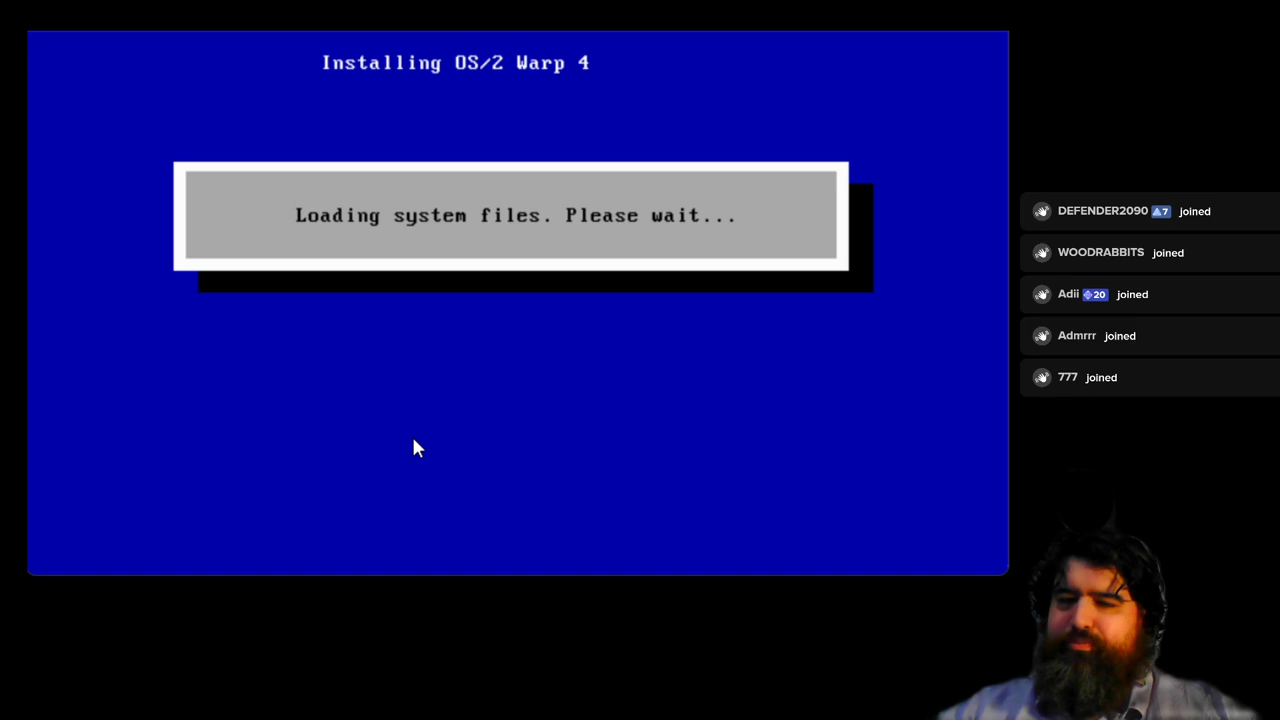 Installing OS/2 Warp 4
Loading system files. Please wait...
DEFENDER2090 7 joined
WOODRABBITS joined
Adii 20 joined
Admrrr joined
777 joined